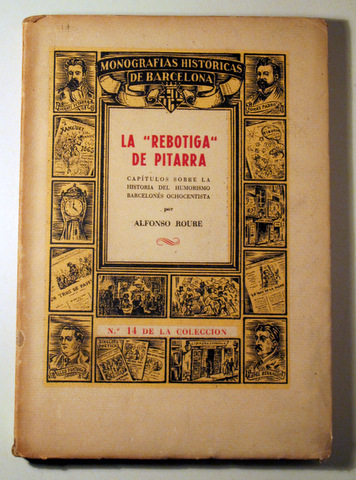 MONOGRAFIAS HISTORICAS
DE BARCELONA
LA "REBOTIGA"
DE PITARRA
CAPÍTULOS SOBRE LA
HISTORIA DEL HUMORISMO
BARCELONÉS OCHOCENTISTA
por
ALFONSO ROURE
N.º 14 DE LA COLECCION